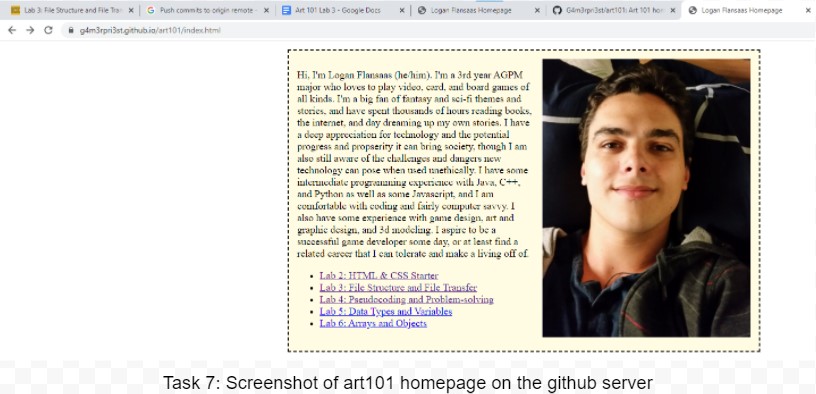 Lab 3: File Structure and File Tra
Push commits to origin remote -
Art 101 Lab 3 - Google Docs
Logan Flansaas Homepage
G4m3rpri3st/art101: Art 101 hom
Logan Flansaas Homepage
g4m3rpri3st.github.io/art101/index.html
Hi, I'm Logan Flansaas (he/him). I'm a 3rd year AGPM
major who loves to play video, card, and board games of
all kinds. I'm a big fan of fantasy and sci-fi themes and
stories, and have spent thousands of hours reading books,
the internet, and day dreaming up my own stories. I have
a deep appreciation for technology and the potential
progress and propserity it can bring society, though I am
also still aware of the challenges and dangers new
technology can pose when used unethically. I have some
intermediate programming experience with Java, C++,
and Python as well as some Javascript, and I am
comfortable with coding and fairly computer savvy. I
also have some experience with game design, art and
graphic design, and 3d modeling. I aspire to be a
successful game developer some day, or at least find a
related career that I can tolerate and make a living off of.
Lab 2: HTML & CSS Starter
Lab 3: File Structure and File Transfer
Lab 4: Pseudocoding and Problem-solving
Lab 5: Data Types and Variables
Lab 6: Arrays and Objects
Task 7: Screenshot of art101 homepage on the github server